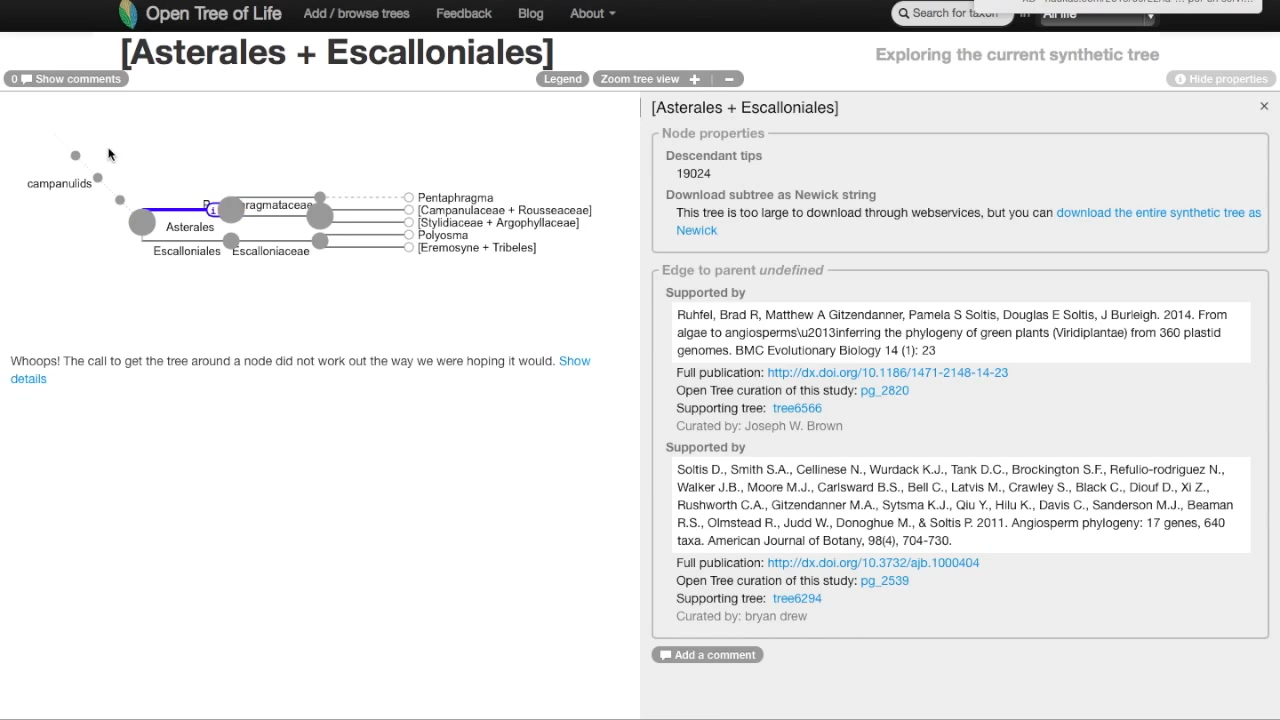 Open Tree of Life
Add / browse trees
Feedback
Blog
About
Search for taxon
in
All life
[Asterales + Escalloniales]
Exploring the current synthetic tree
0 Show comments
Legend
Zoom tree view + | −
Hide properties
campanulids
Asterales
Escalloniales
Escalloniaceae
Pentaphragma
[Campanulaceae + Rousseaceae]
[Stylidiaceae + Argophyllaceae]
Polyosma
[Eremosyne + Tribeles]
Whoops! The call to get the tree around a node did not work out the way we were hoping it would. Show
details
[Asterales + Escalloniales]
×
Node properties
Descendant tips
19024
Download subtree as Newick string
This tree is too large to download through webservices, but you can download the entire synthetic tree as
Newick
Edge to parent undefined
Supported by
Ruhfel, Brad R, Matthew A Gitzendanner, Pamela S Soltis, Douglas E Soltis, J Burleigh. 2014. From
algae to angiosperms\u2013inferring the phylogeny of green plants (Viridiplantae) from 360 plastid
genomes. BMC Evolutionary Biology 14 (1): 23
Full publication: http://dx.doi.org/10.1186/1471-2148-14-23
Open Tree curation of this study: pg_2820
Supporting tree: tree6566
Curated by: Joseph W. Brown
Supported by
Soltis D., Smith S.A., Cellinese N., Wurdack K.J., Tank D.C., Brockington S.F., Refulio-rodriguez N.,
Walker J.B., Moore M.J., Carlsward B.S., Bell C., Latvis M., Crawley S., Black C., Diouf D., Xi Z.,
Rushworth C.A., Gitzendanner M.A., Sytsma K.J., Qiu Y., Hilu K., Davis C., Sanderson M.J., Beaman
R.S., Olmstead R., Judd W., Donoghue M., & Soltis P. 2011. Angiosperm phylogeny: 17 genes, 640
taxa. American Journal of Botany, 98(4), 704-730.
Full publication: http://dx.doi.org/10.3732/ajb.1000404
Open Tree curation of this study: pg_2539
Supporting tree: tree6294
Curated by: bryan drew
Add a comment